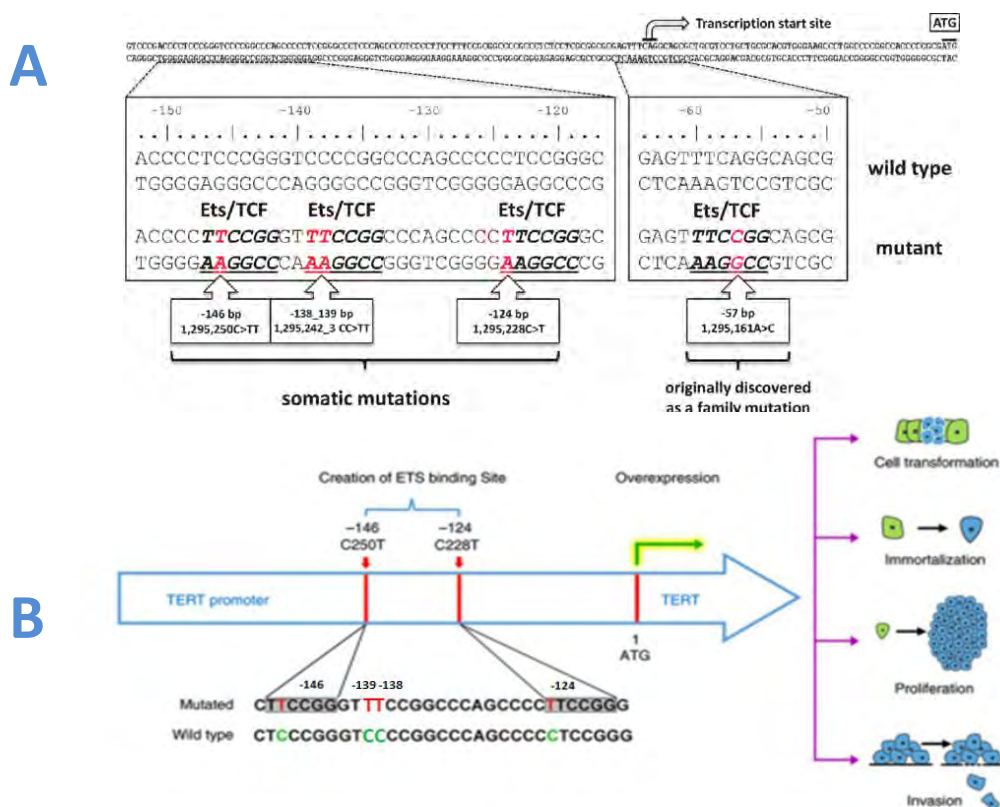 Transcription start site
ATG
A
-150 -140 -130 -120
-60 -50
ACCCCTCCCGGGTCCCCGGCCCAGCCCCCTCCGGGC GAGTTTCAGGCAGCG
wild type
TGGGGAGGGCCCAGGGGCCGGGTCGGGGGAGGCCCG CTCAAAGTCCGTCGC
Ets/TCF Ets/TCF Ets/TCF Ets/TCF
ACCCCTTCCGGGTTTCCGGCCCAGCCCCTTCCGGGC GAGTTTCCGGCAGCG
mutant
TGGGGAAGGCCCAAAGGCCGGGTCGGGGAAGGCCCG CTCAAAGGCCGTCGC
-146 bp
1,295,250C>TT
-138_139 bp
1,295,242_3 CC>TT
-124 bp
1,295,228C>T
-57 bp
1,295,161A>C
somatic mutations
originally discovered
as a family mutation
B
Creation of ETS binding Site
Overexpression
−146
C250T
−124
C228T
TERT promoter
TERT
1
ATG
-146 -139 -138 -124
Mutated CTTCCGGGTTTCCGGCCCAGCCCCTTCCGGG
Wild type CTCCCGGGTCCCCGGCCCAGCCCCCTCCGGG
Cell transformation
Immortalization
Proliferation
Invasion